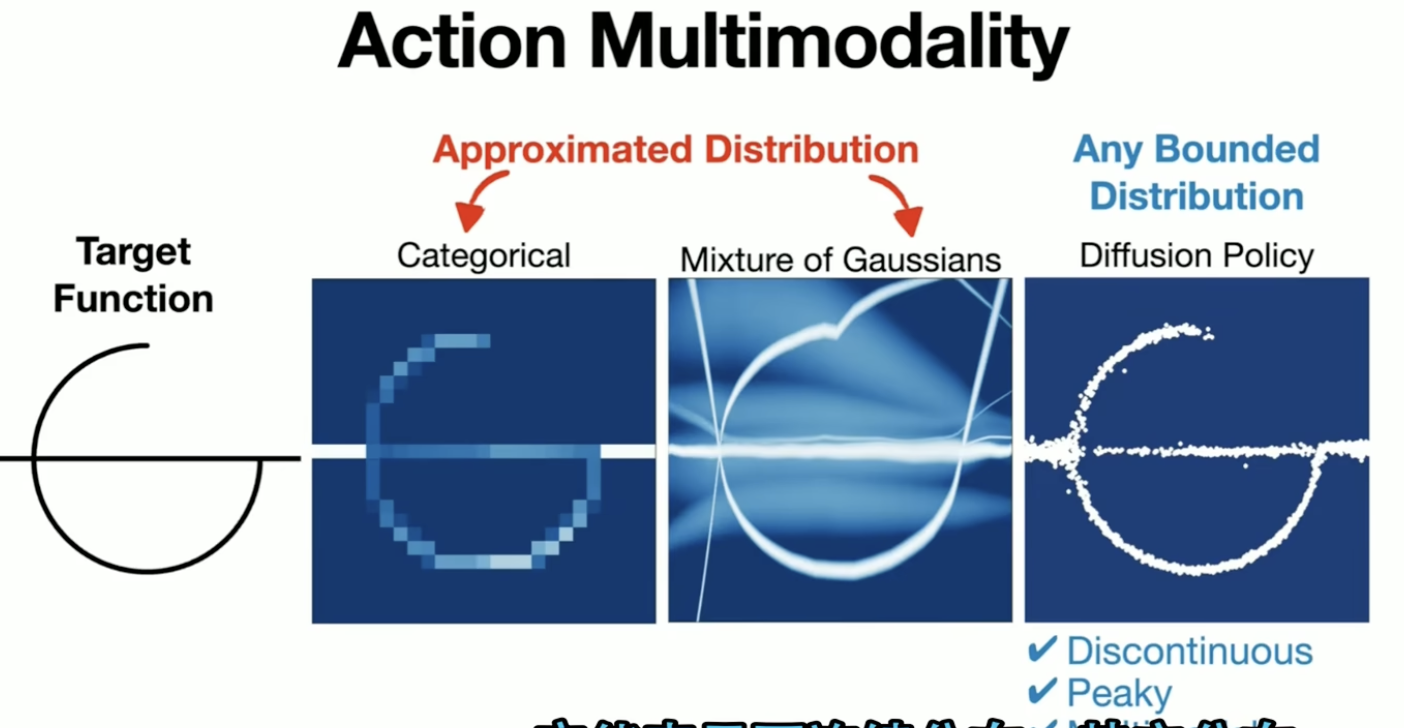 Action Multimodality
Approximated Distribution
Any Bounded
Distribution
Target
Function
Categorical
Mixture of Gaussians
Diffusion Policy
✔ Discontinuous
✔ Peaky